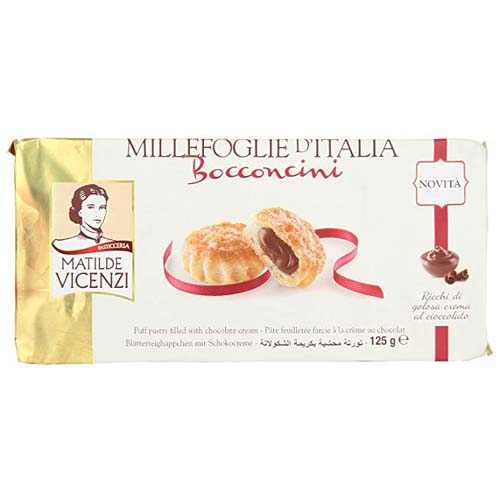 MILLEFOGLIE D'ITALIA
Bocconcini
NOVITÀ
PASTICCERIA
MATILDE
VICENZI
Ricchi di
golosa crema
al cioccolato
Puff pastry filled with chocolate cream - Pâte feuilletée farcie à la crème au chocolat
Blätterteighäppchen mit Schokocreme - تورتة محشية بكريمة الشكولاتة - 125 g e